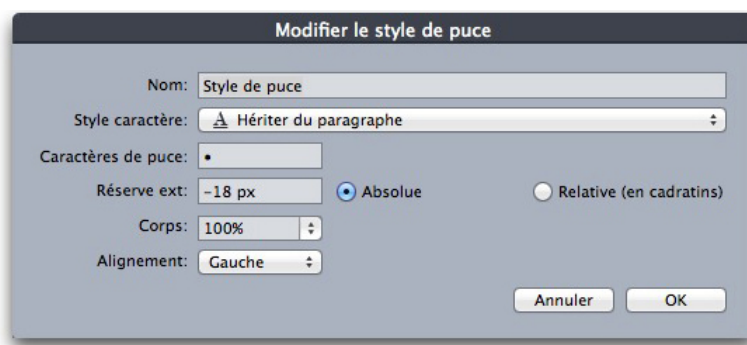 Modifier le style de puce
Nom: Style de puce
Style caractère: A Hériter du paragraphe
Caractères de puce: •
Réserve ext: -18 px Absolue Relative (en cadratins)
Corps: 100%
Alignement: Gauche
Annuler OK